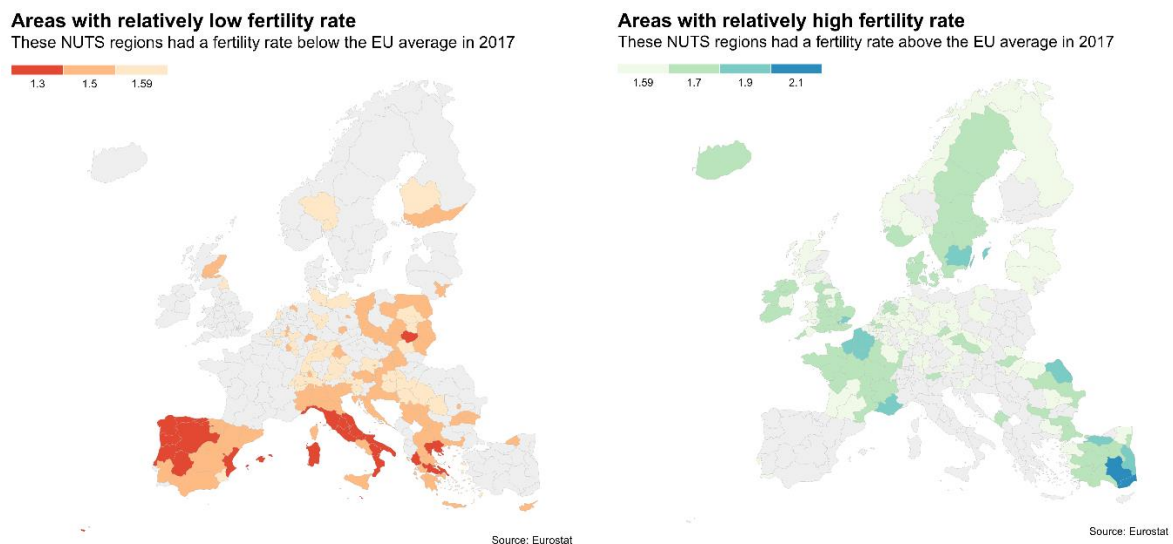 Areas with relatively low fertility rate
These NUTS regions had a fertility rate below the EU average in 2017
1.3 1.5 1.59
Source: Eurostat
Areas with relatively high fertility rate
These NUTS regions had a fertility rate above the EU average in 2017
1.59 1.7 1.9 2.1
Source: Eurostat